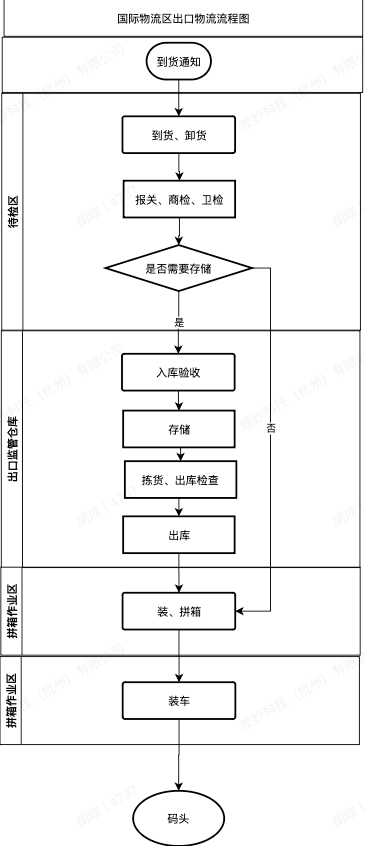 国际物流区出口物流流程图
到货通知
待检区
到货、卸货
报关、商检、卫检
是否需要存储
是
否
出口监管仓库
入库验收
存储
拣货、出库检查
出库
拼箱作业区
装、拼箱
拼箱作业区
装车
码头